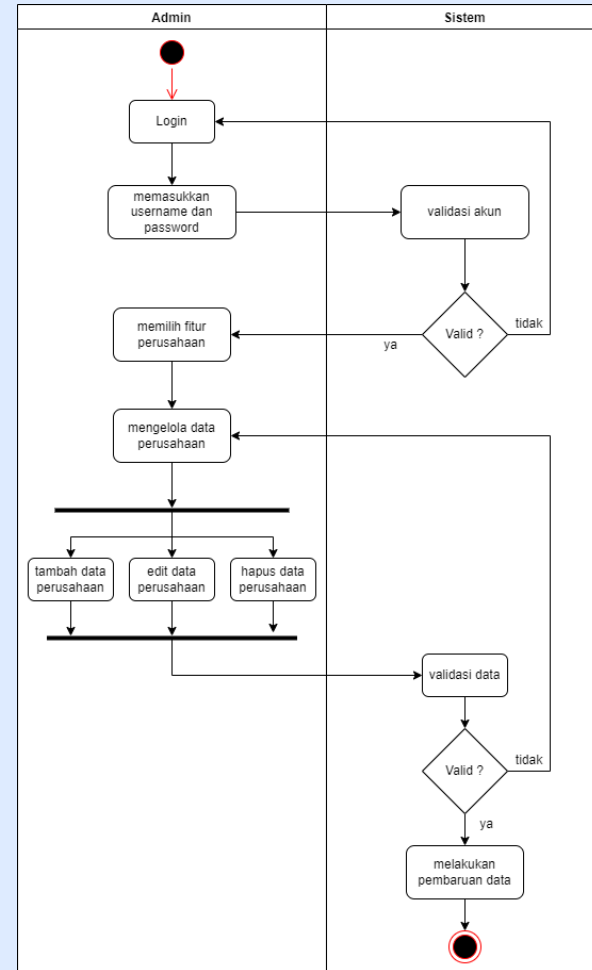 Admin
Sistem
Login
memasukkan
username dan
password
validasi akun
Valid ?
tidak
ya
memilih fitur
perusahaan
mengelola data
perusahaan
tambah data
perusahaan
edit data
perusahaan
hapus data
perusahaan
validasi data
Valid ?
tidak
ya
melakukan
pembaruan data